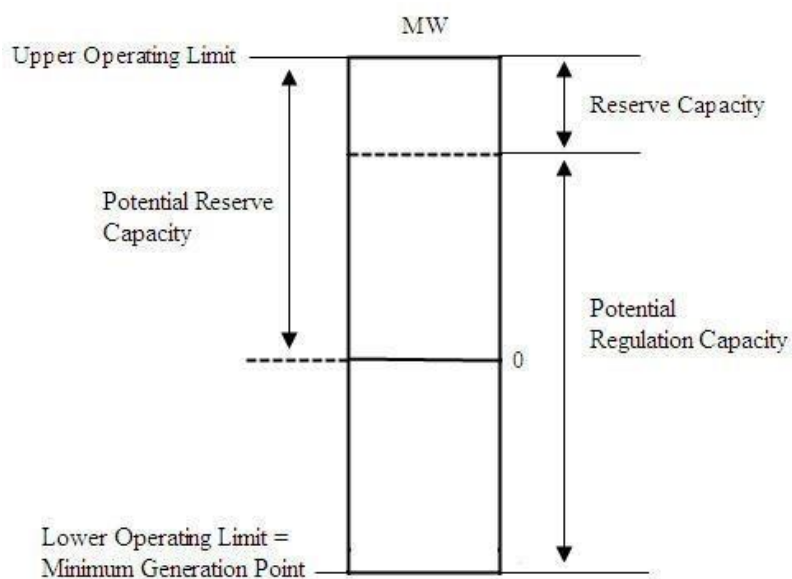 MW
Upper Operating Limit
Reserve Capacity
Potential Reserve
Capacity
Potential
Regulation Capacity
0
Lower Operating Limit =
Minimum Generation Point